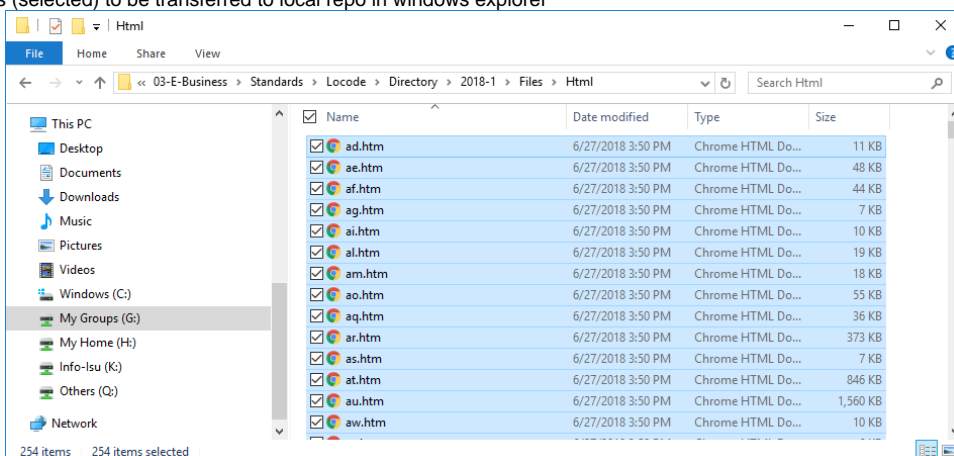 s (selected) to be transferred to local repo in windows explorer
Html
File Home Share View
« 03-E-Business > Standards > Locode > Directory > 2018-1 > Files > Html Search Html
This PC
Desktop
Documents
Downloads
Music
Pictures
Videos
Windows (C:)
My Groups (G:)
My Home (H:)
Info-Isu (K:)
Others (Q:)
Network
Name Date modified Type Size
ad.htm 6/27/2018 3:50 PM Chrome HTML Do... 11 KB
ae.htm 6/27/2018 3:50 PM Chrome HTML Do... 48 KB
af.htm 6/27/2018 3:50 PM Chrome HTML Do... 44 KB
ag.htm 6/27/2018 3:50 PM Chrome HTML Do... 7 KB
ai.htm 6/27/2018 3:50 PM Chrome HTML Do... 10 KB
al.htm 6/27/2018 3:50 PM Chrome HTML Do... 19 KB
am.htm 6/27/2018 3:50 PM Chrome HTML Do... 18 KB
ao.htm 6/27/2018 3:50 PM Chrome HTML Do... 55 KB
aq.htm 6/27/2018 3:50 PM Chrome HTML Do... 36 KB
ar.htm 6/27/2018 3:50 PM Chrome HTML Do... 373 KB
as.htm 6/27/2018 3:50 PM Chrome HTML Do... 7 KB
at.htm 6/27/2018 3:50 PM Chrome HTML Do... 846 KB
au.htm 6/27/2018 3:50 PM Chrome HTML Do... 1,560 KB
aw.htm 6/27/2018 3:50 PM Chrome HTML Do... 10 KB
254 items 254 items selected